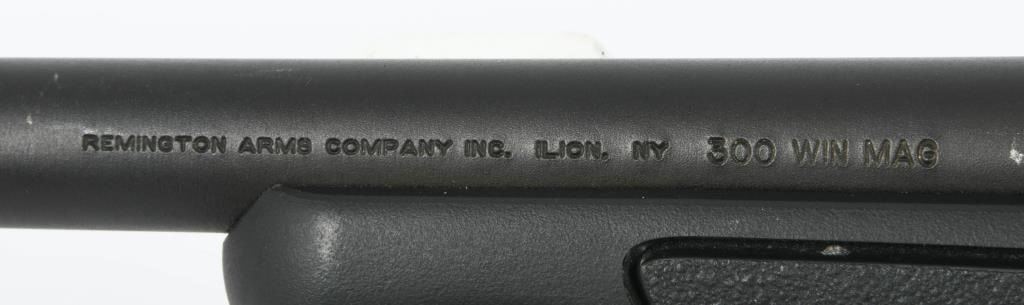 REMINGTON ARMS COMPANY INC. ILION. NY 300 WIN MAG